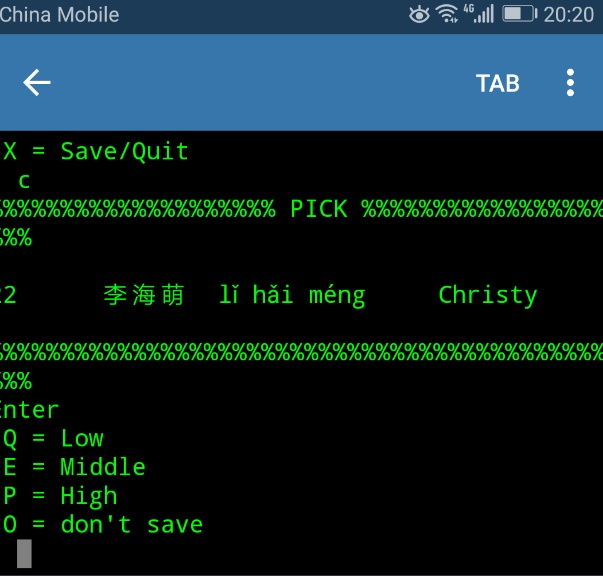 China Mobile 4G 20:20
TAB
X = Save/Quit
c
%%%%%%%%%%%%%%%%%%% PICK %%%%%%%%%%%%%%%%%
%%
2 李海萌 lǐ hǎi méng Christy
%%%%%%%%%%%%%%%%%%%%%%%%%%%%%%%%%%%%%%%%%%
%%
Enter
Q = Low
E = Middle
P = High
O = don't save